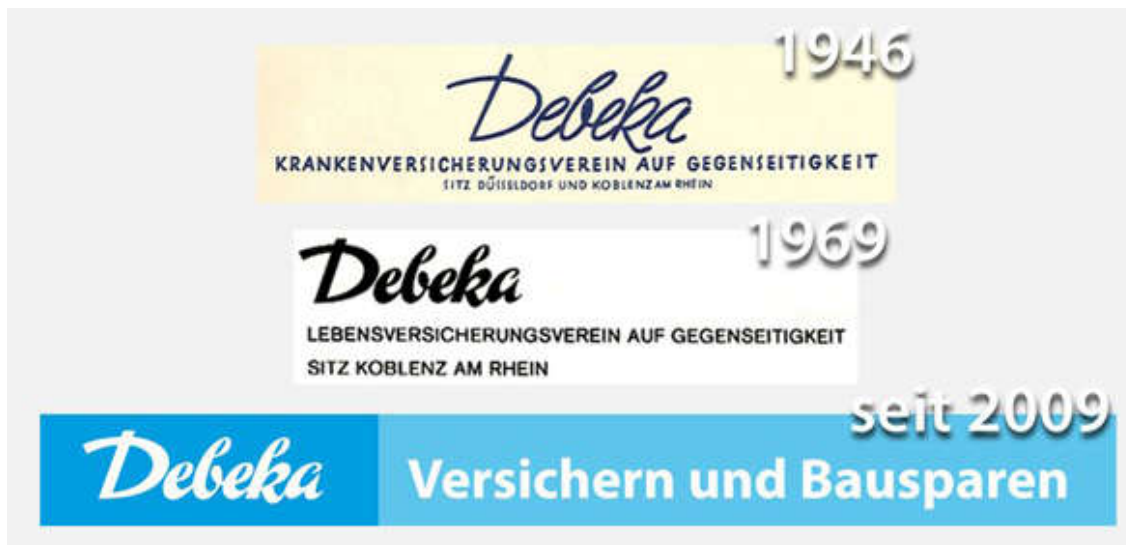 1946
Debeka
KRANKENVERSICHERUNGSVEREIN AUF GEGENSEITIGKEIT
SITZ DÜSSELDORF UND KOBLENZ AM RHEIN
1969
Debeka
LEBENSVERSICHERUNGSVEREIN AUF GEGENSEITIGKEIT
SITZ KOBLENZ AM RHEIN
seit 2009
Debeka Versichern und Bausparen